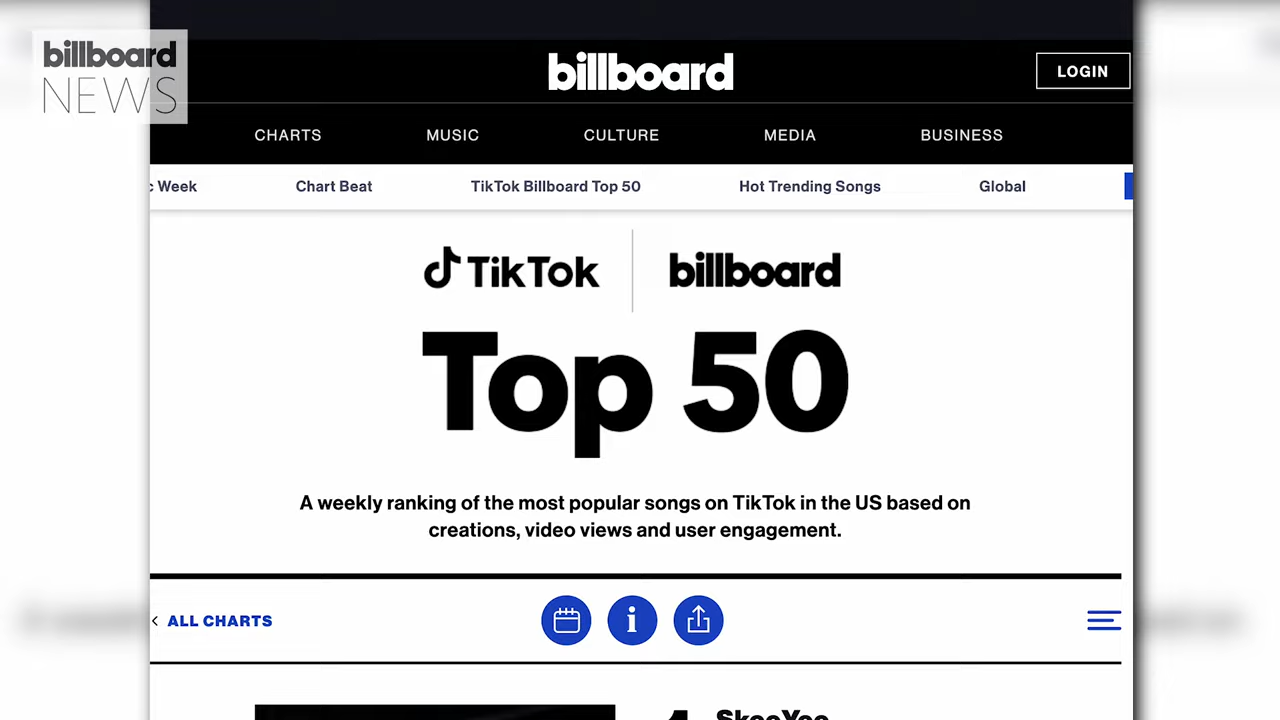 billboard
NEWS
billboard
LOGIN
CHARTS MUSIC CULTURE MEDIA BUSINESS
c Week Chart Beat TikTok Billboard Top 50 Hot Trending Songs Global
TikTok billboard
Top 50
A weekly ranking of the most popular songs on TikTok in the US based on
creations, video views and user engagement.
< ALL CHARTS
1 SkeeYee